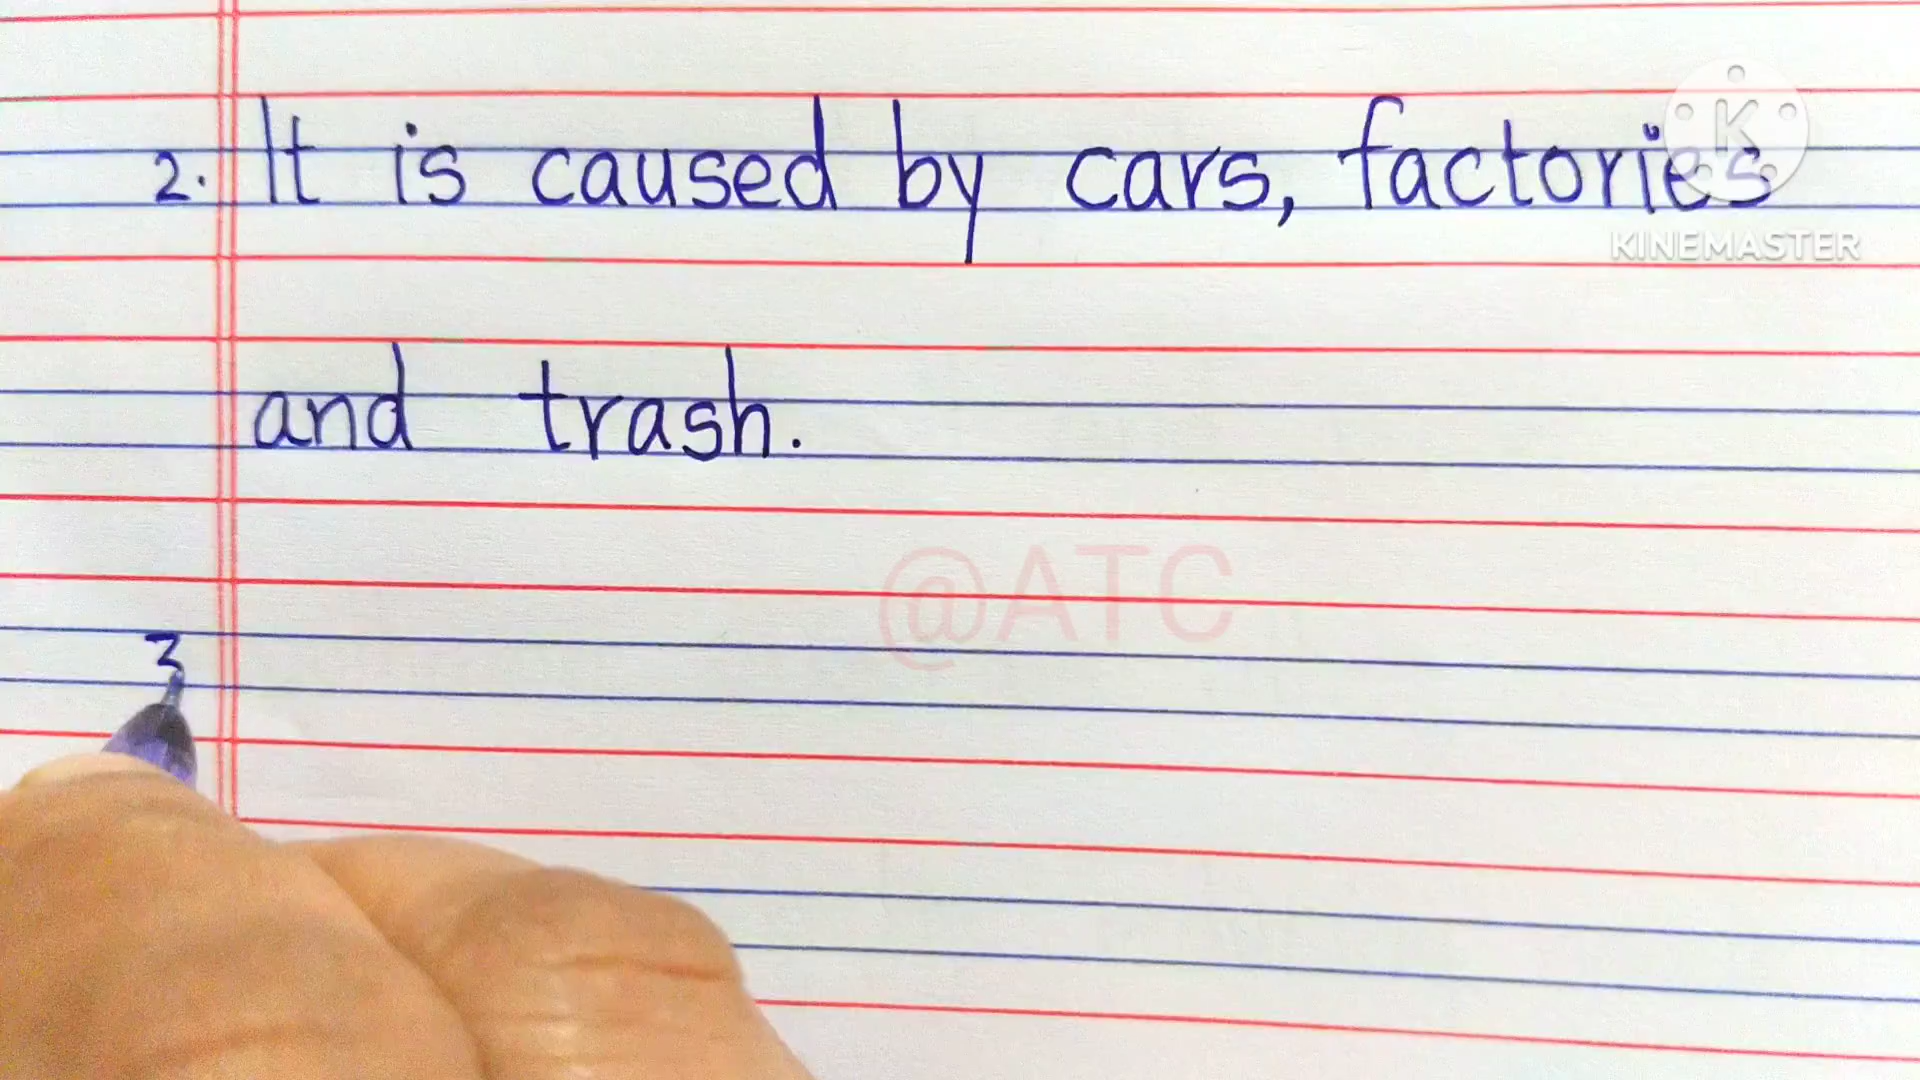 2. It is caused by cars, factories
K
KINEMASTER
and trash.
@ATC
3